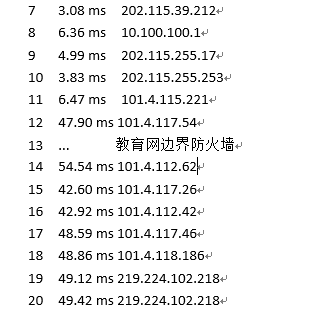 7 3.08 ms 202.115.39.212
8 6.36 ms 10.100.100.1
9 4.99 ms 202.115.255.17
10 3.83 ms 202.115.255.253
11 6.47 ms 101.4.115.221
12 47.90 ms 101.4.117.54
13 ... 教育网边界防火墙
14 54.54 ms 101.4.112.62
15 42.60 ms 101.4.117.26
16 42.92 ms 101.4.112.42
17 48.59 ms 101.4.117.46
18 48.86 ms 101.4.118.186
19 49.12 ms 219.224.102.218
20 49.42 ms 219.224.102.218